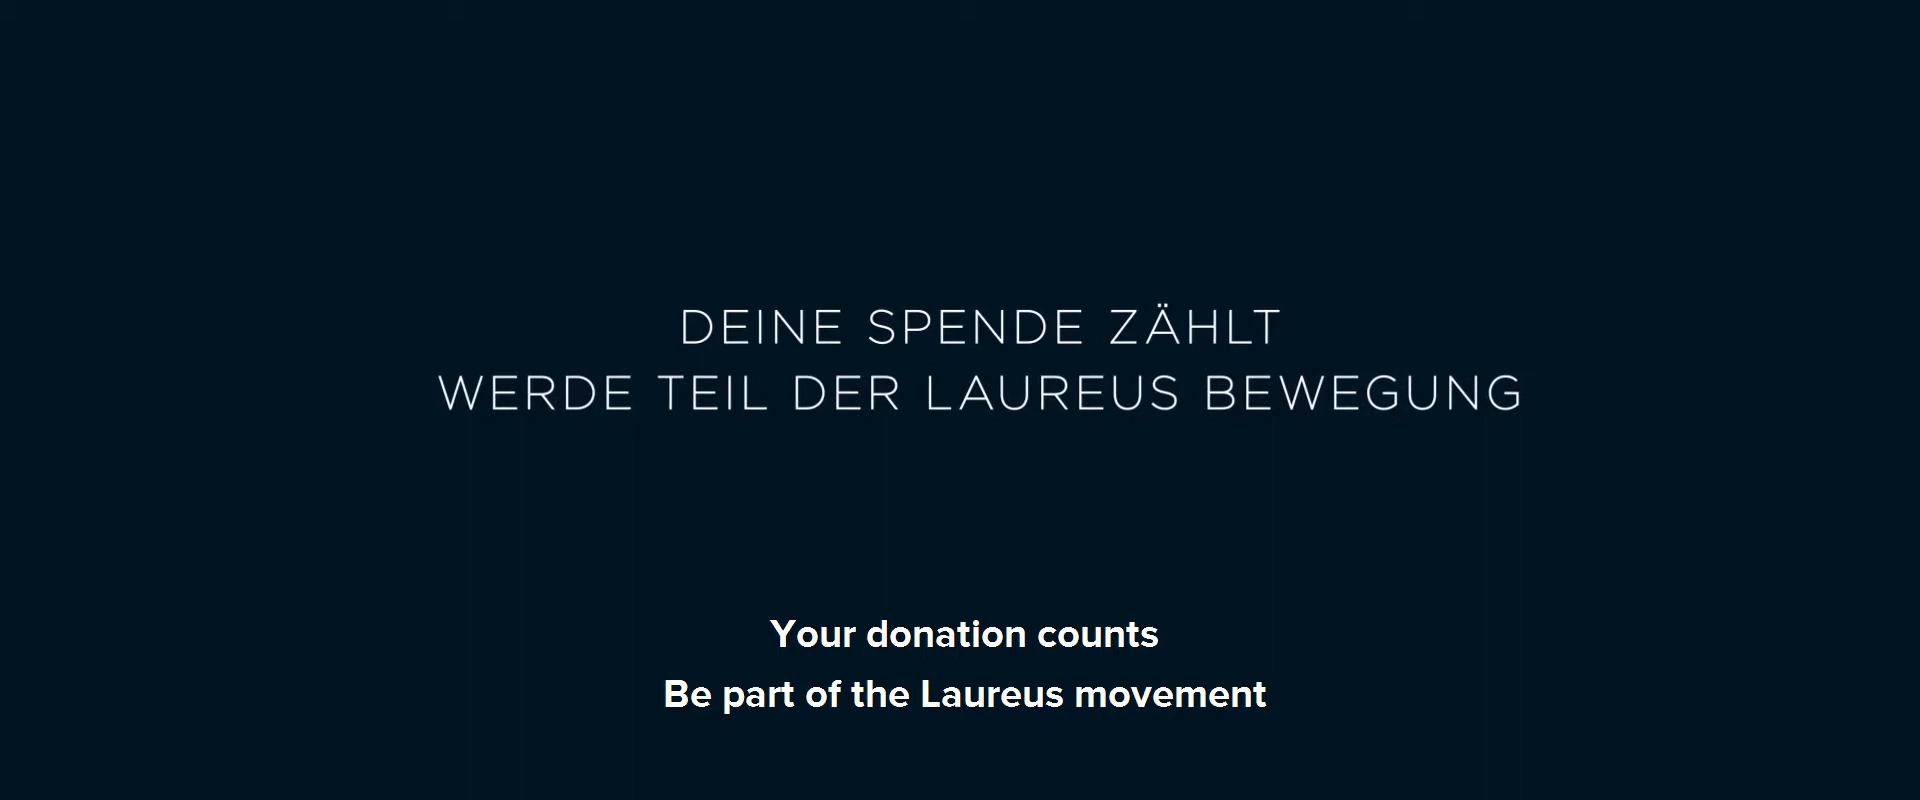 DEINE SPENDE ZÄHLT
WERDE TEIL DER LAUREUS BEWEGUNG
Your donation counts
Be part of the Laureus movement